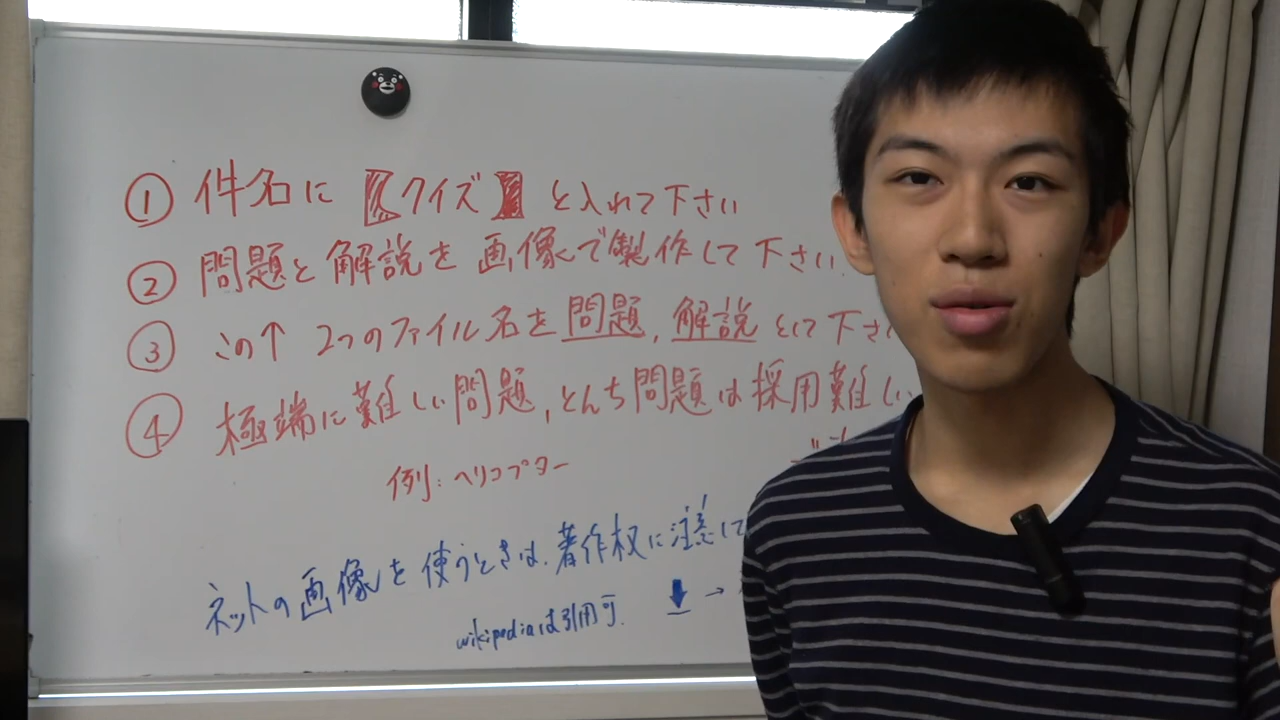 ① 件名に【クイズ】と入れて下さい
② 問題と解説を画像で製作して下さい.
③ この↑ 2つのファイル名を問題,解説として下さ
④ 極端に難しい問題,とんち問題は採用難しい
例:ヘリコプター
ネットの画像を使うときは.著作権に注意して
wikipediaは引用可.
↓ →